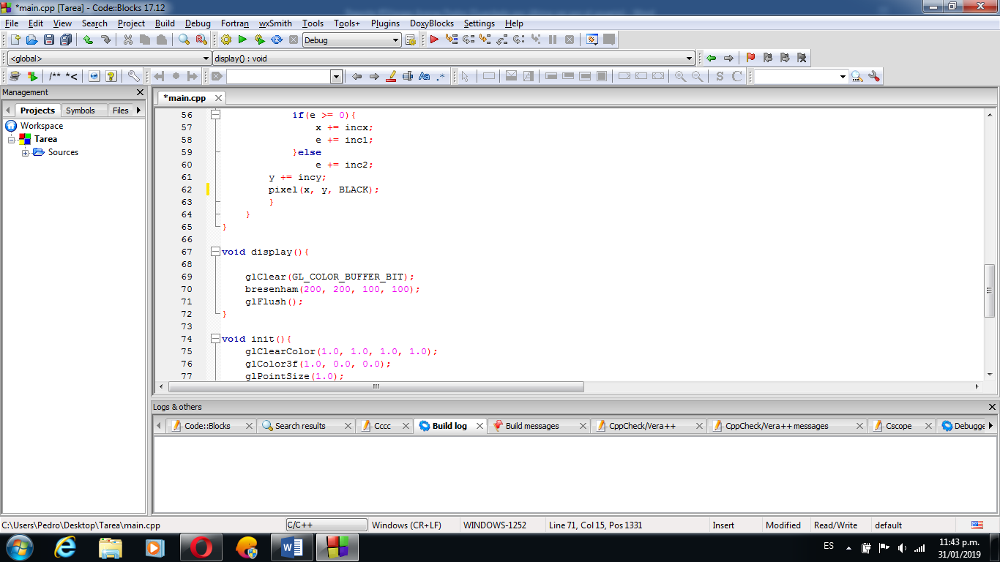 *main.cpp [Tarea] - Code::Blocks 17.12
File Edit View Search Project Build Debug Fortran wxSmith Tools Tools+ Plugins DoxyBlocks Settings Help
Debug
<global> display() : void
/** *<
Aa .*
S C
Management
Projects Symbols Files
*main.cpp
Workspace
Tarea
Sources
56 if(e >= 0){
57 x += incx;
58 e += inc1;
59 }else
60 e += inc2;
61 y += incy;
62 pixel(x, y, BLACK);
63 }
64 }
65 }
66
67 void display(){
68
69 glClear(GL_COLOR_BUFFER_BIT);
70 bresenham(200, 200, 100, 100);
71 glFlush();
72 }
73
74 void init(){
75 glClearColor(1.0, 1.0, 1.0, 1.0);
76 glColor3f(1.0, 0.0, 0.0);
77 glPointSize(1.0);
Logs & others
Code::Blocks Search results Cccc Build log Build messages CppCheck/Vera++ CppCheck/Vera++ messages Cscope Debugge
C:\Users\Pedro\Desktop\Tarea\main.cpp C/C++ Windows (CR+LF) WINDOWS-1252 Line 71, Col 15, Pos 1331 Insert Modified Read/Write default
ES
11:43 p.m.
31/01/2019